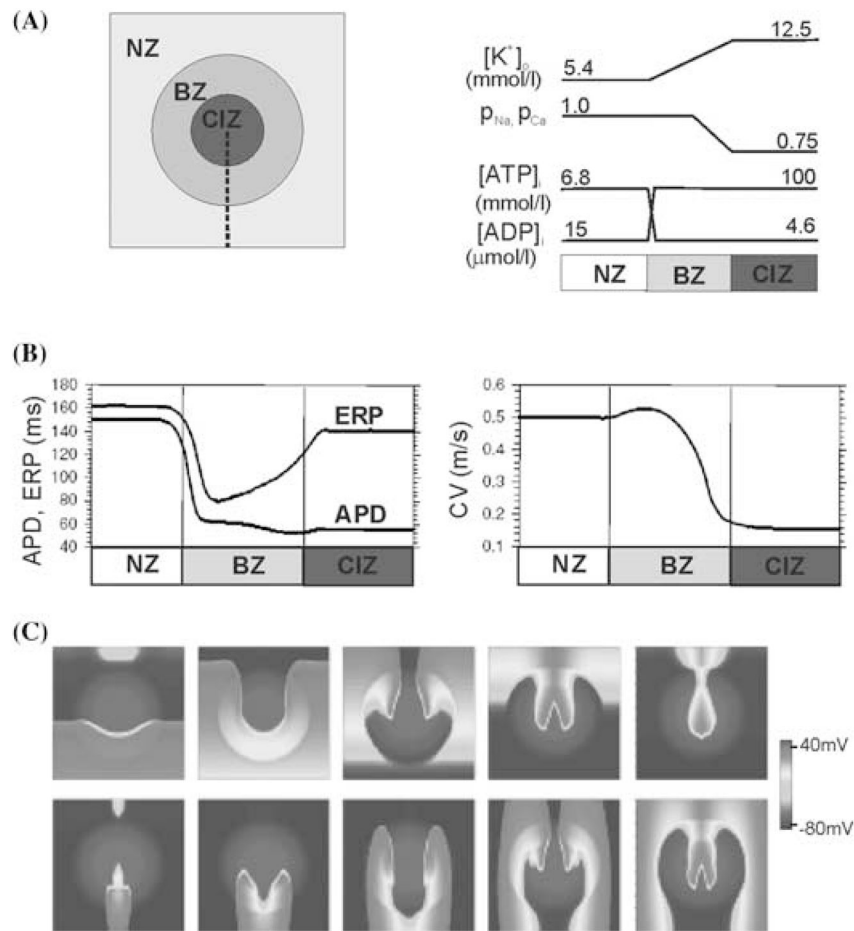 (A)
NZ
BZ
CIZ
[K⁺]ₒ
(mmol/l)
5.4
12.5
p_Na, p_Ca
1.0
0.75
[ATP]ᵢ
(mmol/l)
6.8
100
[ADP]ᵢ
(μmol/l)
15
4.6
NZ BZ CIZ
(B)
APD, ERP (ms)
180
160
140
120
100
80
60
40
ERP
APD
NZ BZ CIZ
CV (m/s)
0.6
0.5
0.4
0.3
0.2
0.1
NZ BZ CIZ
(C)
40mV
-80mV